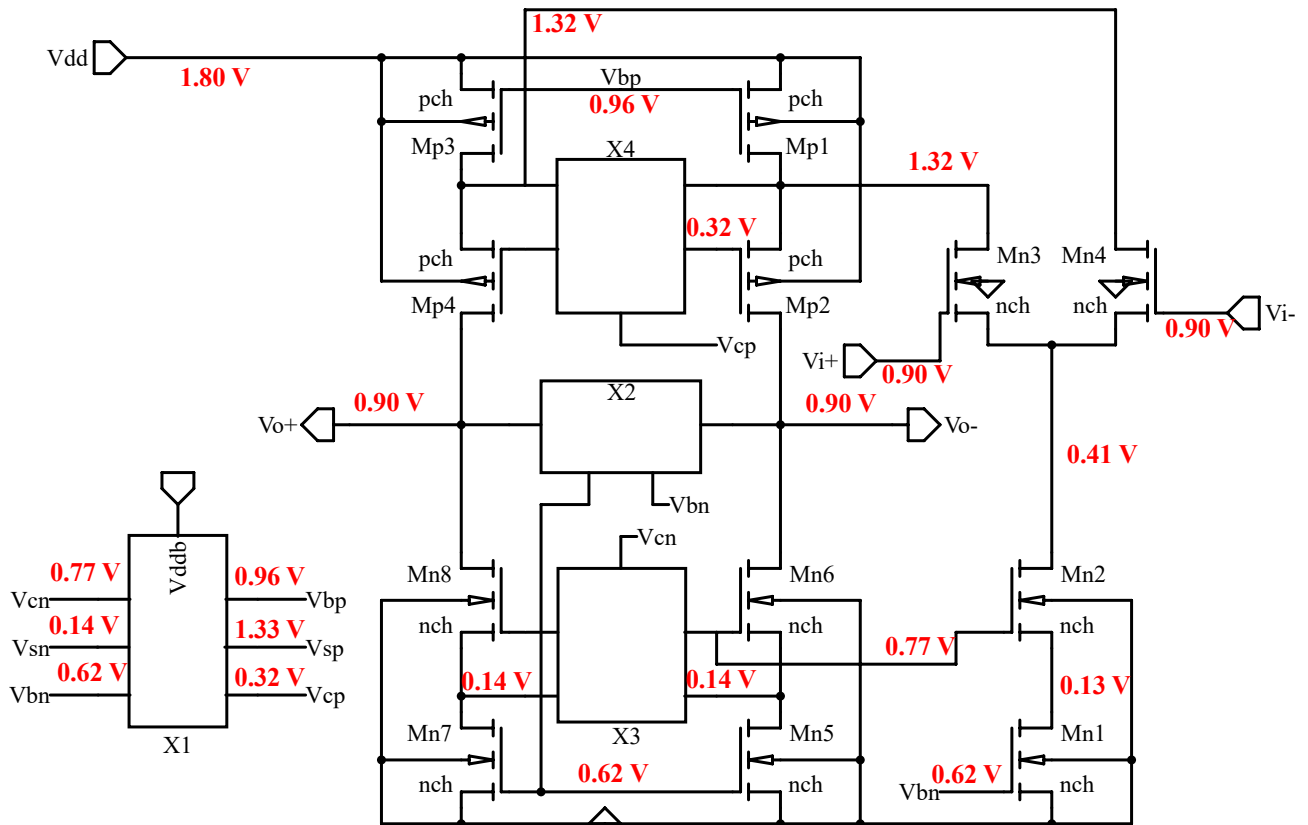 1.32 V
Vdd
1.80 V
Vbp
0.96 V
pch
pch
Mp3
Mp1
X4
1.32 V
0.32 V
pch
pch
Mn3
Mn4
Mp4
Mp2
nch
nch
Vi-
0.90 V
Vcp
Vi+
0.90 V
X2
0.90 V
0.90 V
Vo+
Vo-
0.41 V
Vbn
Vcn
Vddb
0.77 V
0.96 V
Vcn
Vbp
0.14 V
1.33 V
Vsn
Vsp
0.62 V
0.32 V
Vbn
Vcp
X1
Mn8
Mn6
Mn2
nch
nch
nch
0.77 V
0.14 V
0.14 V
0.13 V
Mn7
X3
Mn5
Mn1
0.62 V
0.62 V
nch
nch
Vbn
nch